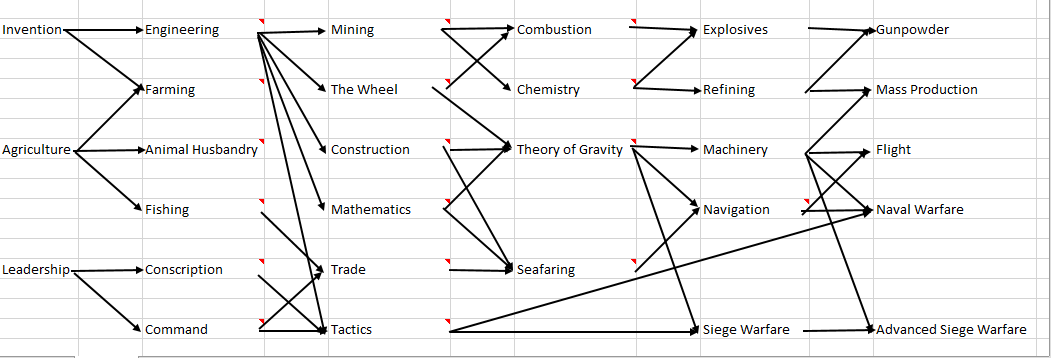 Invention Engineering Mining Combustion Explosives Gunpowder
Farming The Wheel Chemistry Refining Mass Production
Agriculture Animal Husbandry Construction Theory of Gravity Machinery Flight
Fishing Mathematics Navigation Naval Warfare
Leadership Conscription Trade Seafaring
Command Tactics Siege Warfare Advanced Siege Warfare